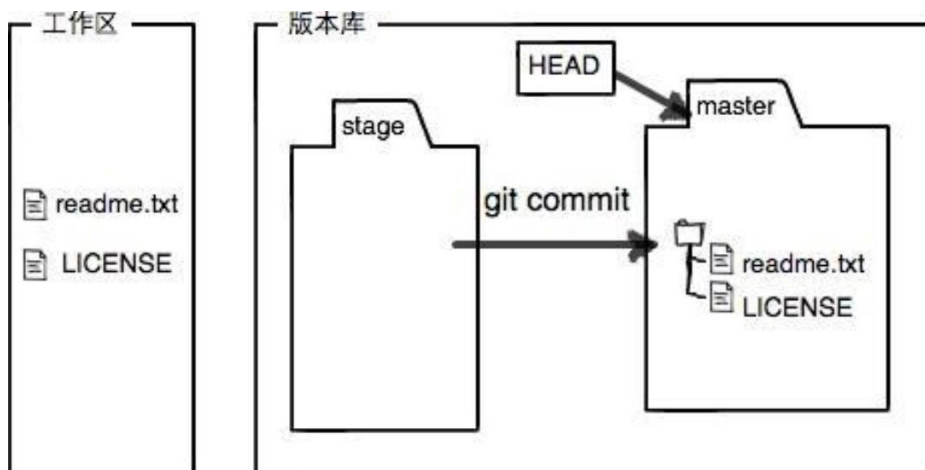 工作区
版本库
HEAD
stage
master
git commit
readme.txt
LICENSE
readme.txt
LICENSE